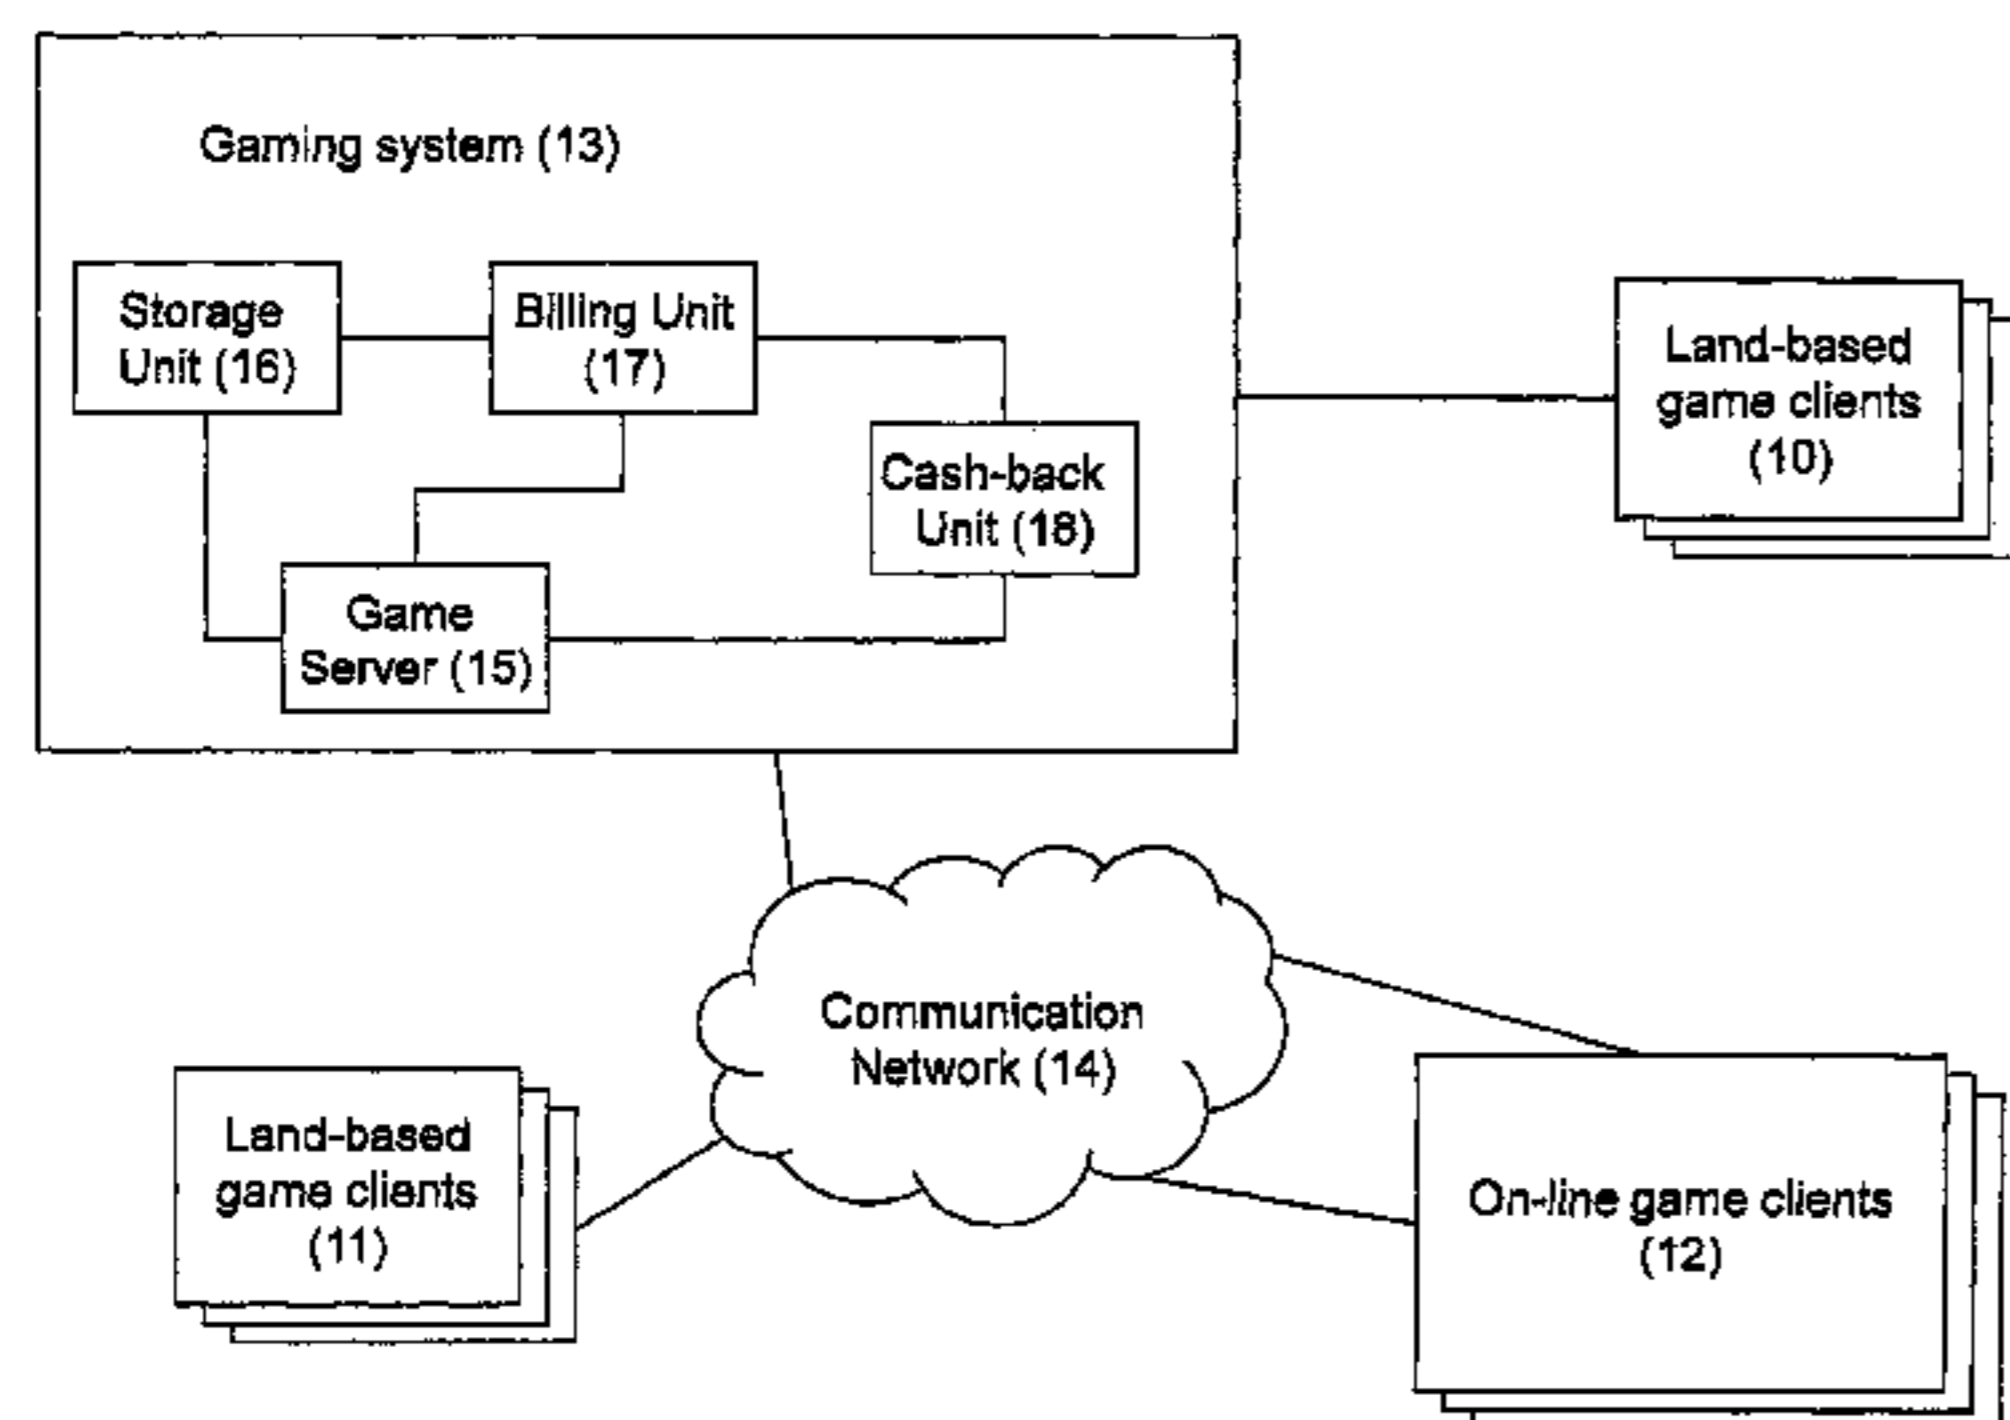 Gaming system (13)
Storage
Unit (16)
Billing Unit
(17)
Cash-back
Unit (18)
Game
Server (15)
Land-based
game clients
(10)
Communication
Network (14)
Land-based
game clients
(11)
On-line game clients
(12)